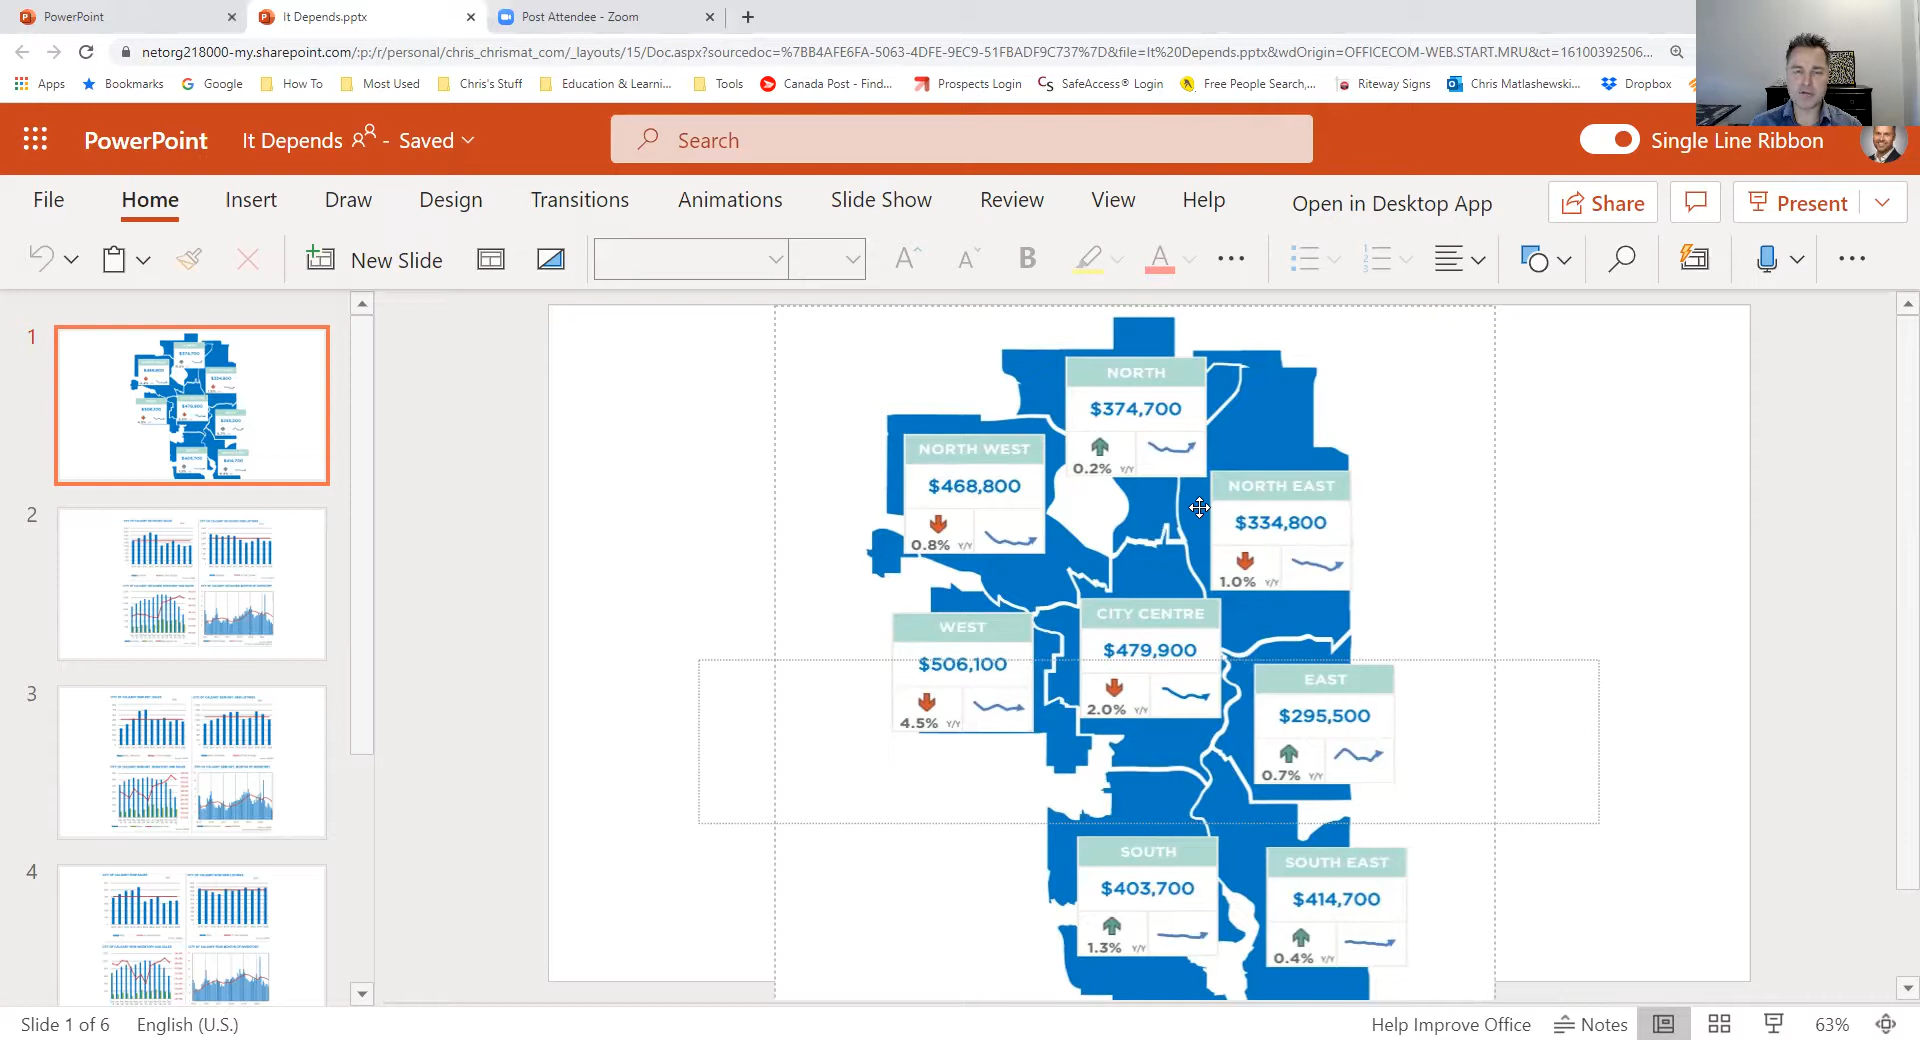 PowerPoint
It Depends.pptx
Post Attendee - Zoom
netorg218000-my.sharepoint.com/:p:/r/personal/chris_chrismat_com/_layouts/15/Doc.aspx?sourcedoc=%7BB4AFE6FA-5063-4DFE-9EC9-51FBADF9C737%7D&file=It%20Depends.pptx&wdOrigin=OFFICECOM-WEB.START.MRU&ct=16100392506...
Apps
Bookmarks
Google
How To
Most Used
Chris's Stuff
Education & Learni...
Tools
Canada Post - Find...
Prospects Login
SafeAccess® Login
Free People Search,...
Riteway Signs
Chris Matlashewski...
Dropbox
PowerPoint
It Depends - Saved
Search
Single Line Ribbon
File
Home
Insert
Draw
Design
Transitions
Animations
Slide Show
Review
View
Help
Open in Desktop App
Share
Present
New Slide
1
2
3
4
NORTH
$374,700
0.2% Y/Y
NORTH WEST
$468,800
0.8% Y/Y
NORTH EAST
$334,800
1.0% Y/Y
WEST
$506,100
4.5% Y/Y
CITY CENTRE
$479,900
2.0% Y/Y
EAST
$295,500
0.7% Y/Y
SOUTH
$403,700
1.3% Y/Y
SOUTH EAST
$414,700
0.4% Y/Y
Slide 1 of 6
English (U.S.)
Help Improve Office
Notes
63%